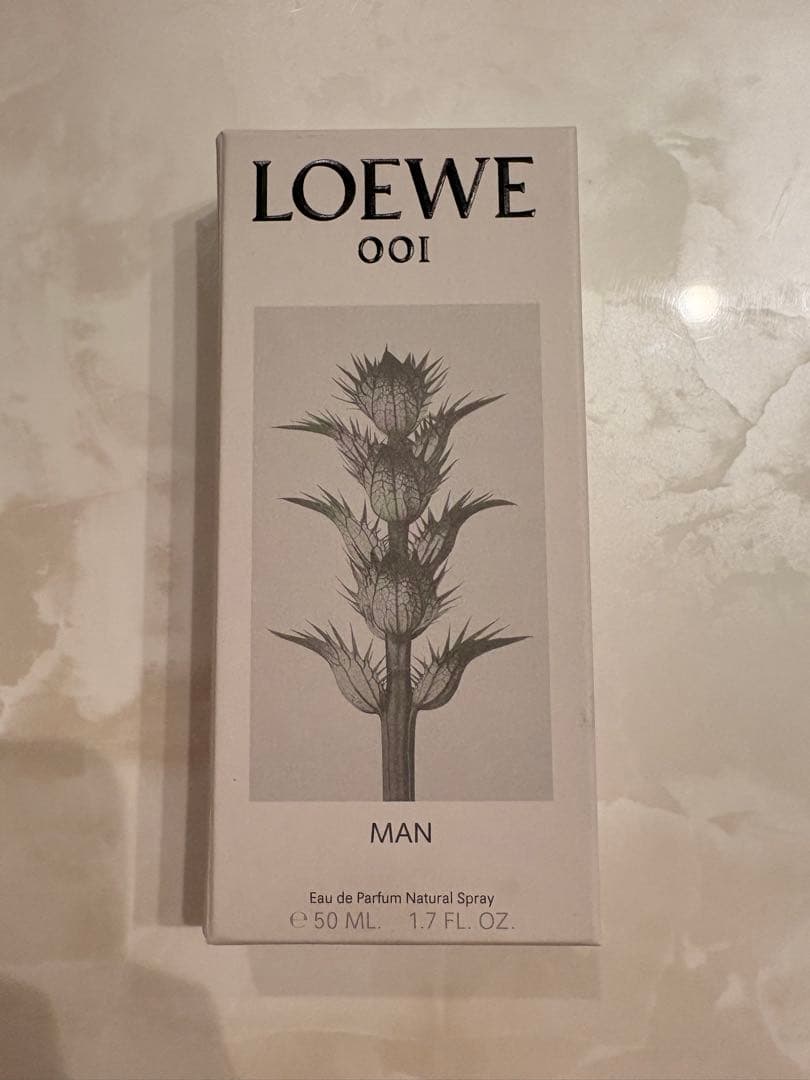 LOEWE
001
MAN
Eau de Parfum Natural Spray
℮ 50 ML. 1.7 FL. OZ.